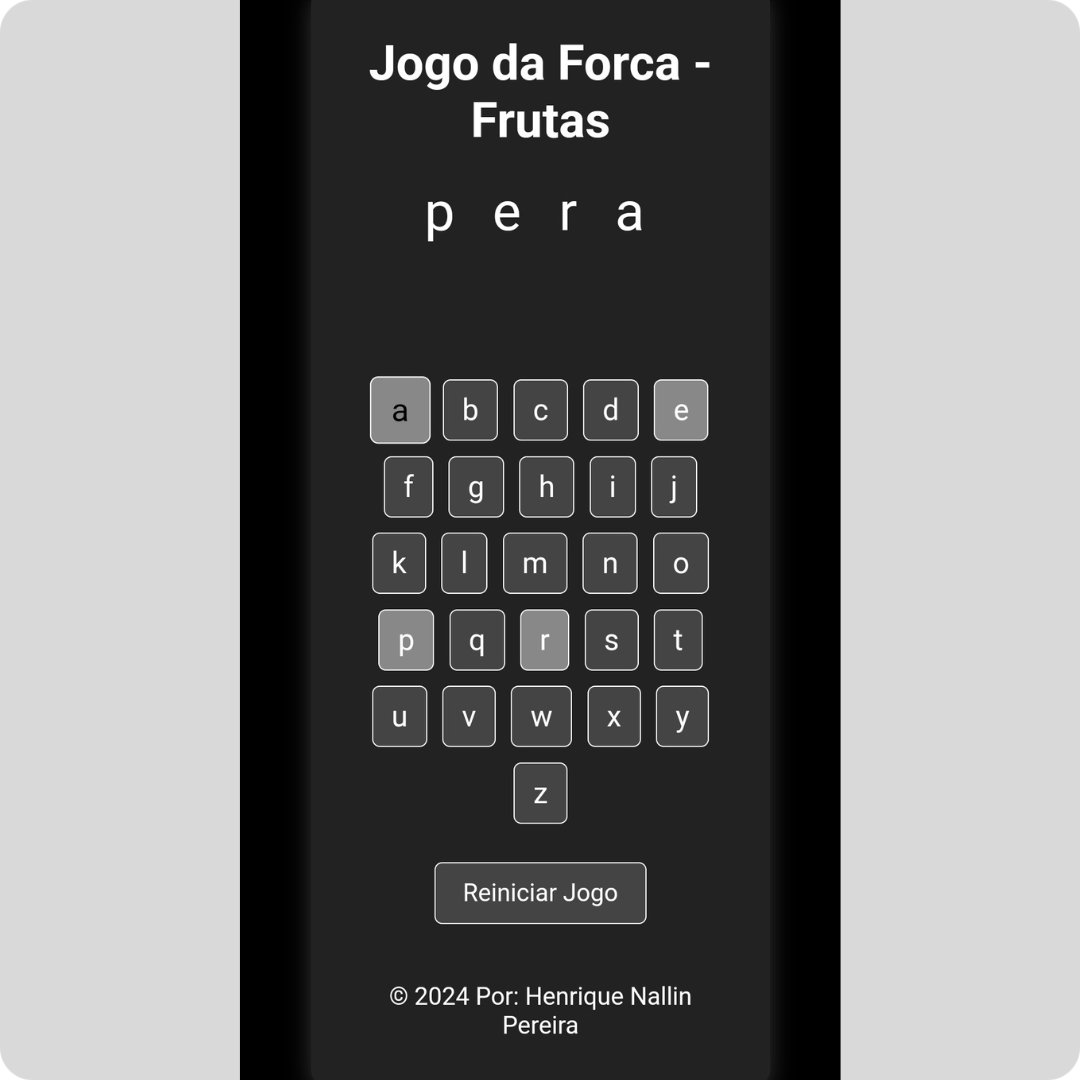 Jogo da Forca -
Frutas
p e r a
a b c d e
f g h i j
k l m n o
p q r s t
u v w x y
z
Reiniciar Jogo
© 2024 Por: Henrique Nallin
Pereira